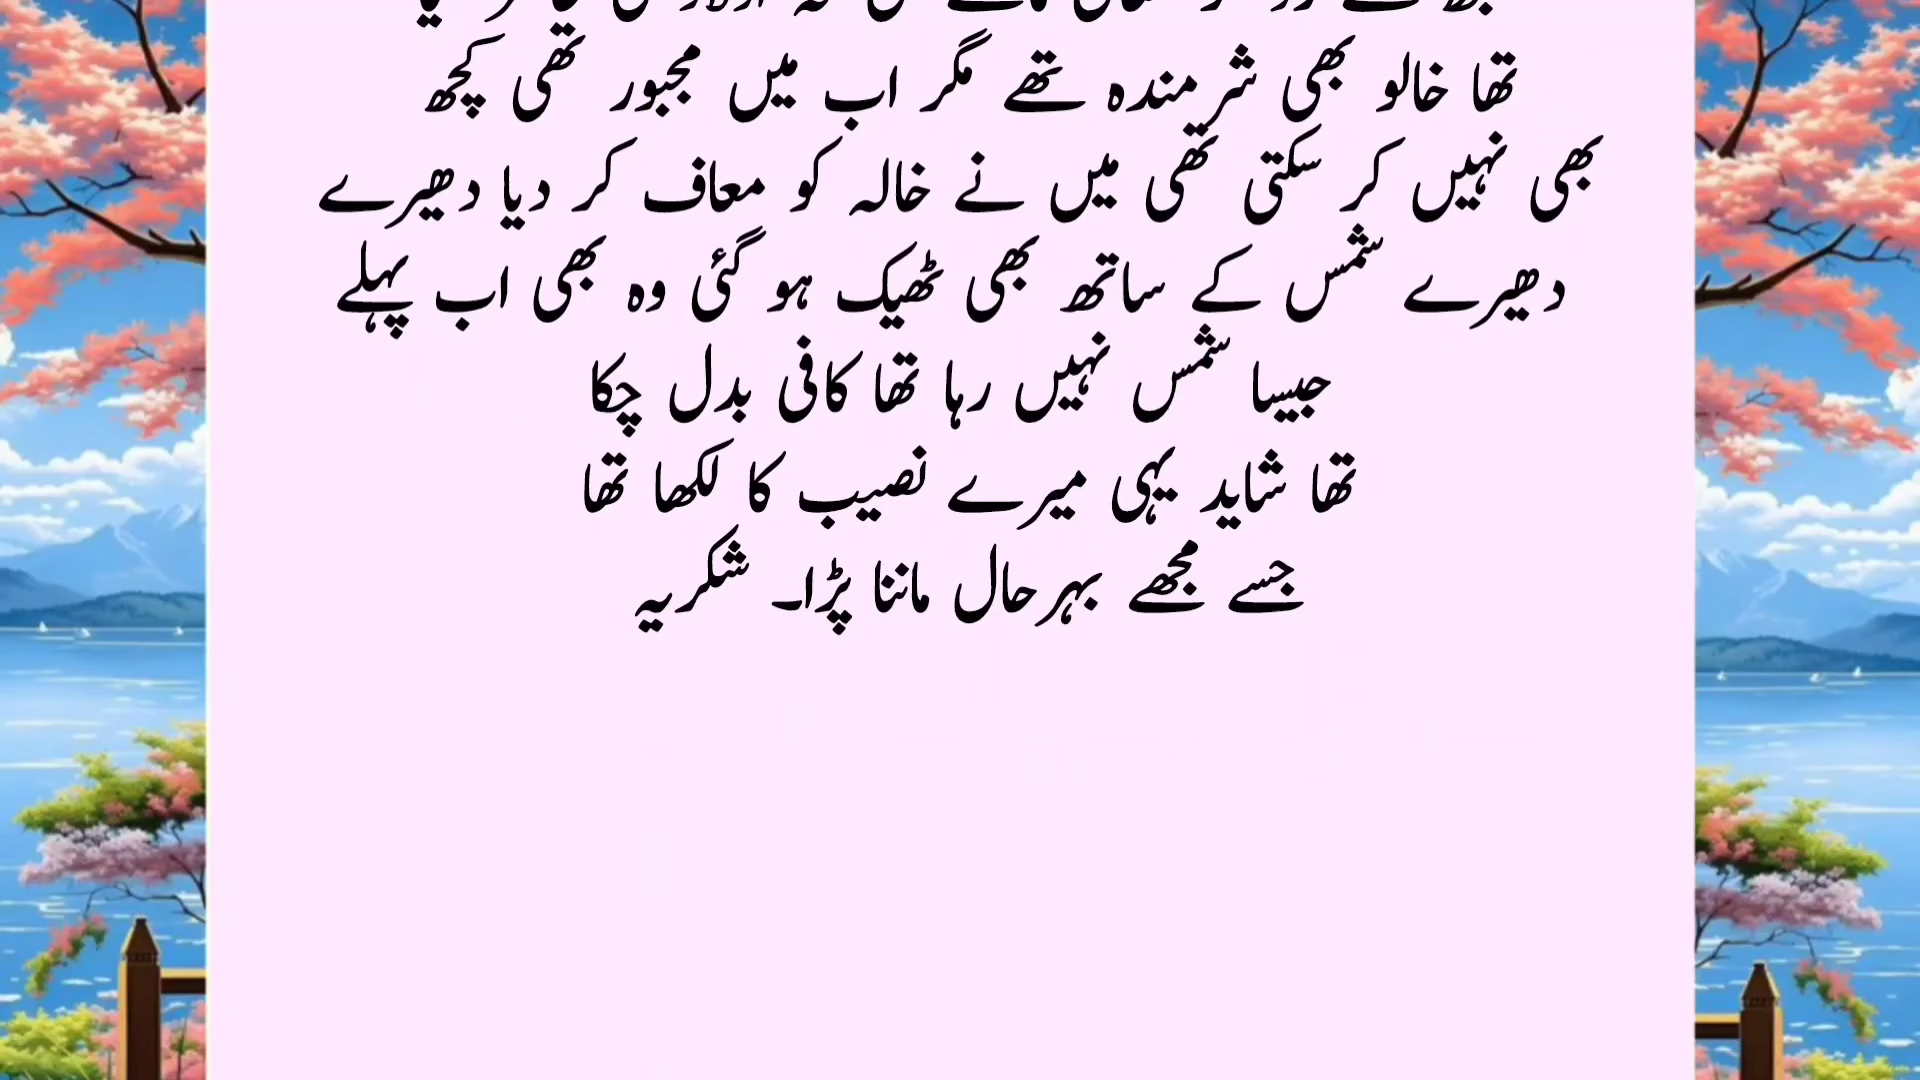 تھا خالو بھی شرمندہ تھے مگر اب میں مجبور تھی کچھ
بھی نہیں کر سکتی تھی میں نے خالہ کو معاف کر دیا دھیرے
دھیرے شمس کے ساتھ بھی ٹھیک ہو گئی وہ بھی اب پہلے
جیسا شمس نہیں رہا تھا کافی بدل چکا
تھا شاید یہی میرے نصیب کا لکھا تھا
جسے مجھے بہرحال ماننا پڑا۔ شکریہ